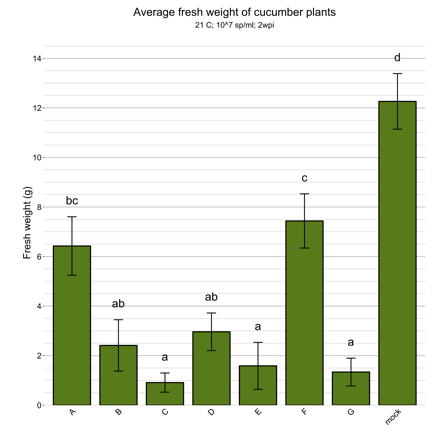 Average fresh weight of cucumber plants
21 C; 10^7 sp/ml; 2wpi
Fresh weight (g)
14
12
10
8
6
4
2
0
bc
ab
a
ab
a
c
a
d
A
B
C
D
E
F
G
mock